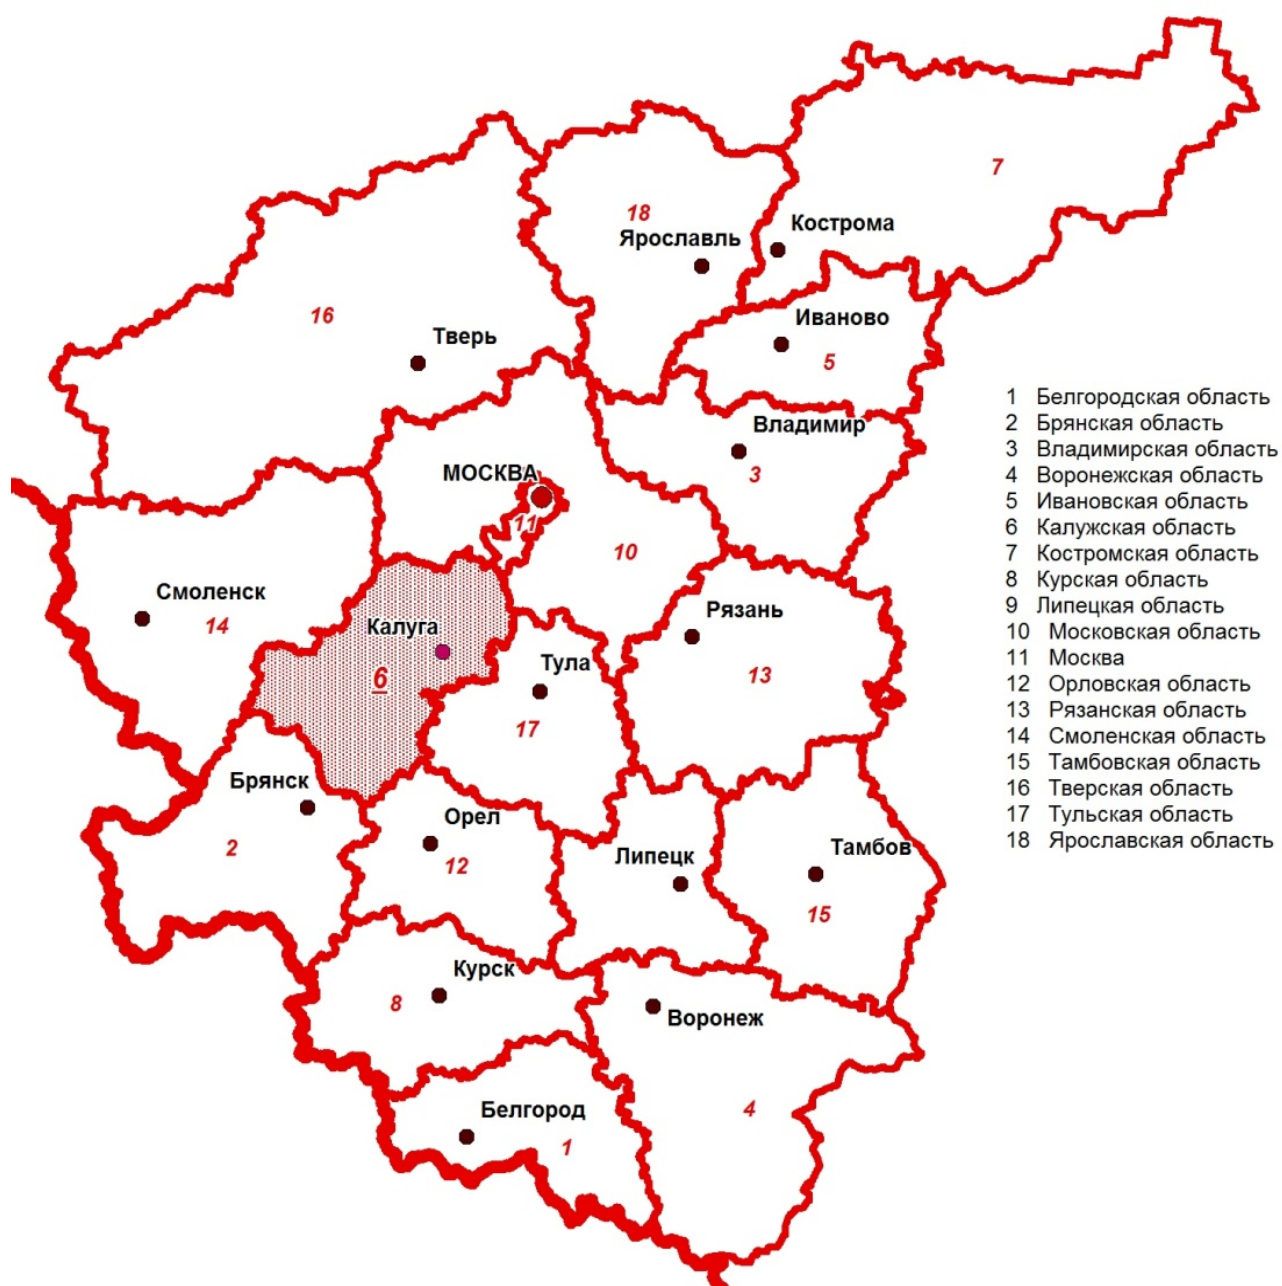 7
18
Кострома
Ярославль
16
Иваново
Тверь
5
Владимир
МОСКВА
3
11
10
Смоленск
14
Рязань
Калуга
Тула
6
13
17
Брянск
Орел
2
12
Липецк
Тамбов
15
Курск
8
Воронеж
Белгород
4
1
1 Белгородская область
2 Брянская область
3 Владимирская область
4 Воронежская область
5 Ивановская область
6 Калужская область
7 Костромская область
8 Курская область
9 Липецкая область
10 Московская область
11 Москва
12 Орловская область
13 Рязанская область
14 Смоленская область
15 Тамбовская область
16 Тверская область
17 Тульская область
18 Ярославская область